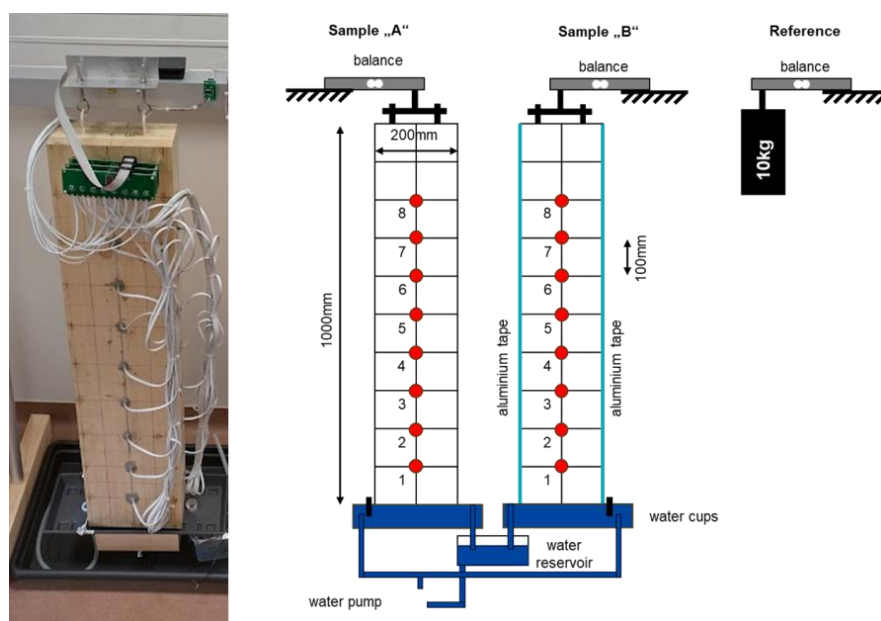 Sample „A“
Sample „B“
Reference
balance
balance
balance
200mm
10kg
8
8
7
7
100mm
6
6
1000mm
5
5
aluminium tape
aluminium tape
4
4
3
3
2
2
1
1
water cups
water
reservoir
water pump